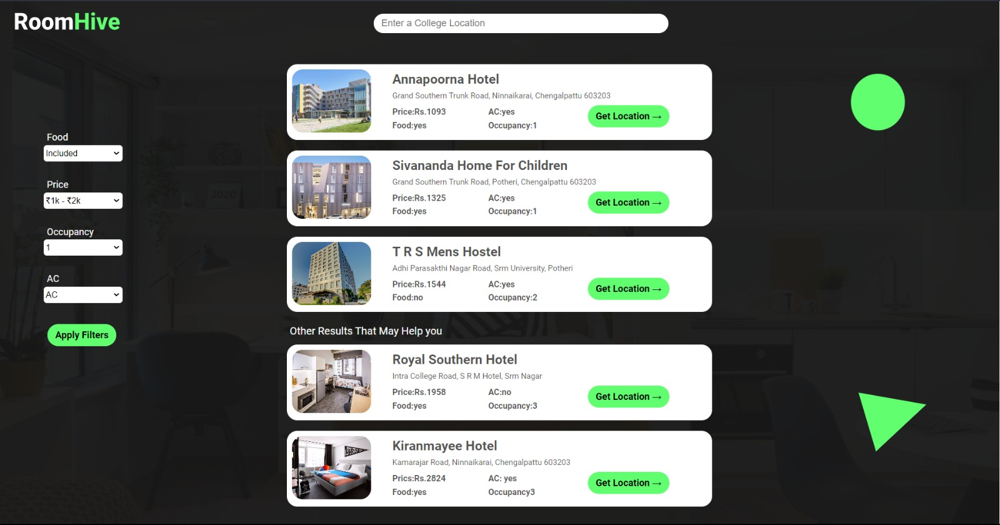 RoomHive
Enter a College Location
Food
Included
Price
₹1k - ₹2k
Occupancy
1
AC
AC
Apply Filters
Annapoorna Hotel
Grand Southern Trunk Road, Ninnaikarai, Chengalpattu 603203
Price:Rs.1093 AC:yes
Food:yes Occupancy:1
Get Location →
Sivananda Home For Children
Grand Southern Trunk Road, Potheri, Chengalpattu 603203
Price:Rs.1325 AC:yes
Food:yes Occupancy:1
Get Location →
T R S Mens Hostel
Adhi Parasakthi Nagar Road, Srm University, Potheri
Price:Rs.1544 AC:yes
Food:no Occupancy:2
Get Location →
Other Results That May Help you
Royal Southern Hotel
Intra College Road, S R M Hotel, Srm Nagar
Price:Rs.1958 AC:no
Food:yes Occupancy:3
Get Location →
Kiranmayee Hotel
Kamarajar Road, Ninnaikarai, Chengalpattu 603203
Prics:Rs.2824 AC: yes
Food:yes Occupancy3
Get Location →
2020